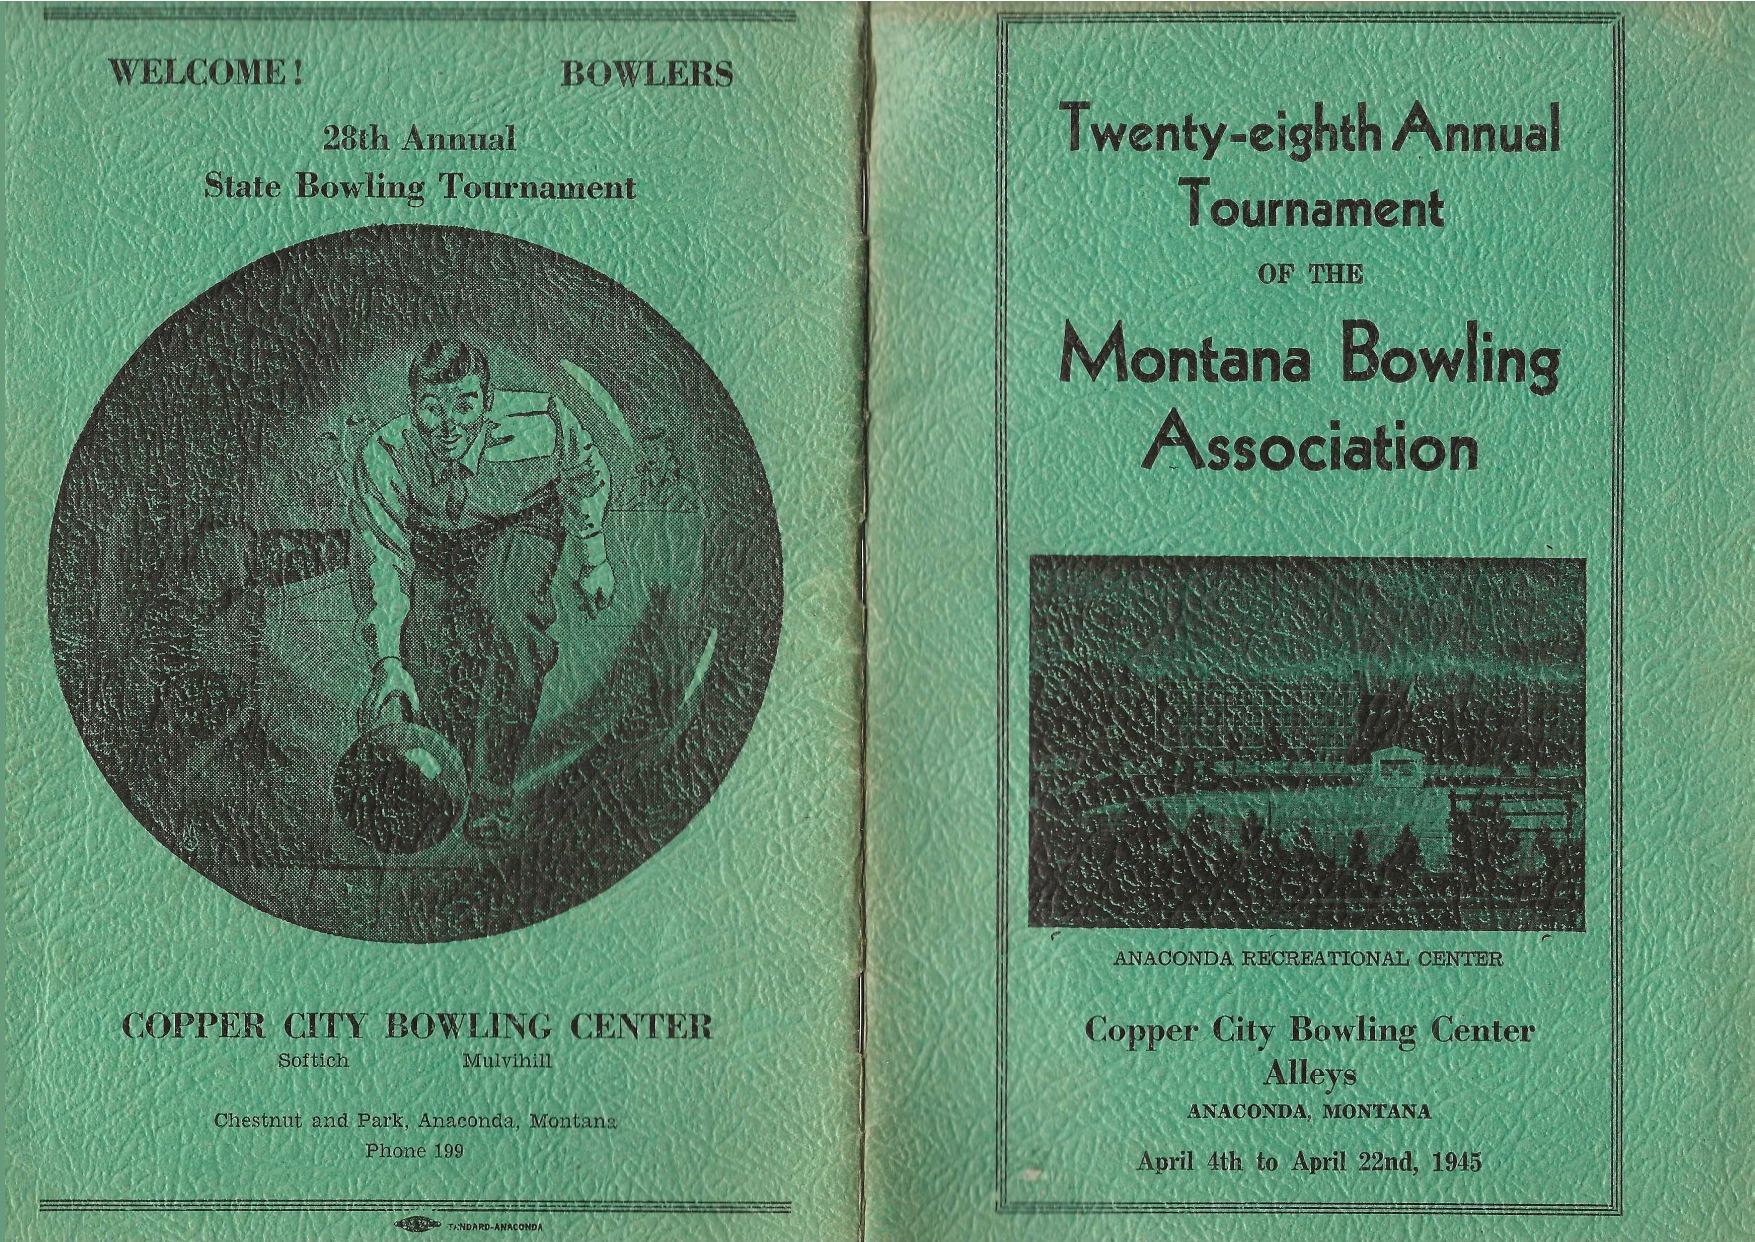 WELCOME! BOWLERS
28th Annual
State Bowling Tournament
COPPER CITY BOWLING CENTER
Softich Mulvihill
Chestnut and Park, Anaconda, Montana
Phone 199
TANDARD-ANACONDA
Twenty-eighth Annual
Tournament
OF THE
Montana Bowling
Association
ANACONDA RECREATIONAL CENTER
Copper City Bowling Center
Alleys
ANACONDA, MONTANA
April 4th to April 22nd, 1945